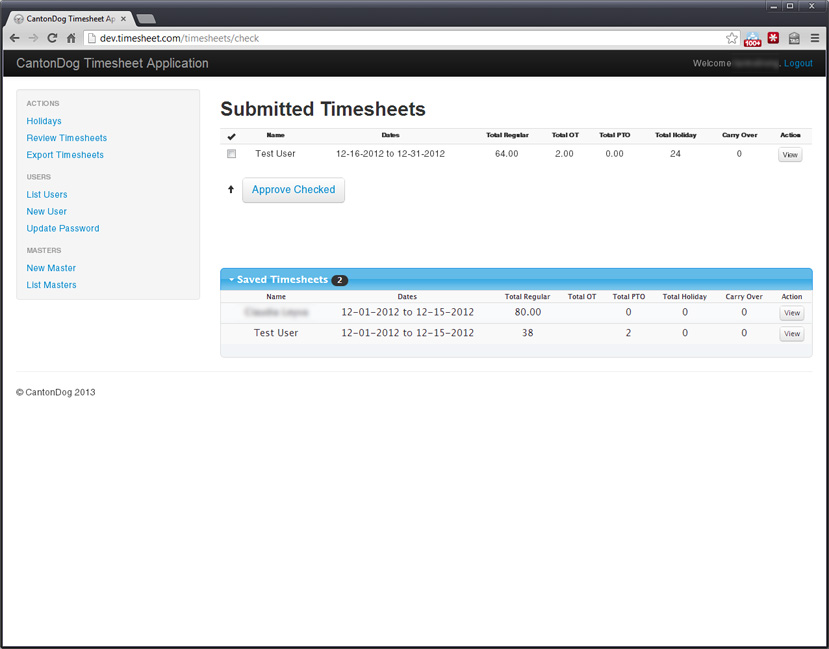 CantonDog Timesheet Ap
dev.timesheet.com/timesheets/check
100+
CantonDog Timesheet Application
Welcome . Logout
ACTIONS
Holidays
Review Timesheets
Export Timesheets
USERS
List Users
New User
Update Password
MASTERS
New Master
List Masters
Submitted Timesheets
Name Dates Total Regular Total OT Total PTO Total Holiday Carry Over Action
Test User 12-16-2012 to 12-31-2012 64.00 2.00 0.00 24 0 View
Approve Checked
Saved Timesheets 2
Name Dates Total Regular Total OT Total PTO Total Holiday Carry Over Action
12-01-2012 to 12-15-2012 80.00 0 0 0 View
Test User 12-01-2012 to 12-15-2012 38 2 0 0 View
© CantonDog 2013